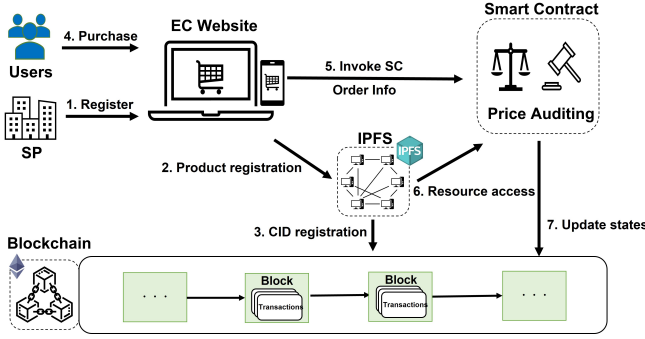 Smart Contract
EC Website
4. Purchase
Users
5. Invoke SC
Order Info
1. Register
SP
Price Auditing
IPFS
IPFS
2. Product registration
6. Resource access
3. CID registration
7. Update states
Blockchain
. . .
Block
Transactions
Block
Transactions
. . .